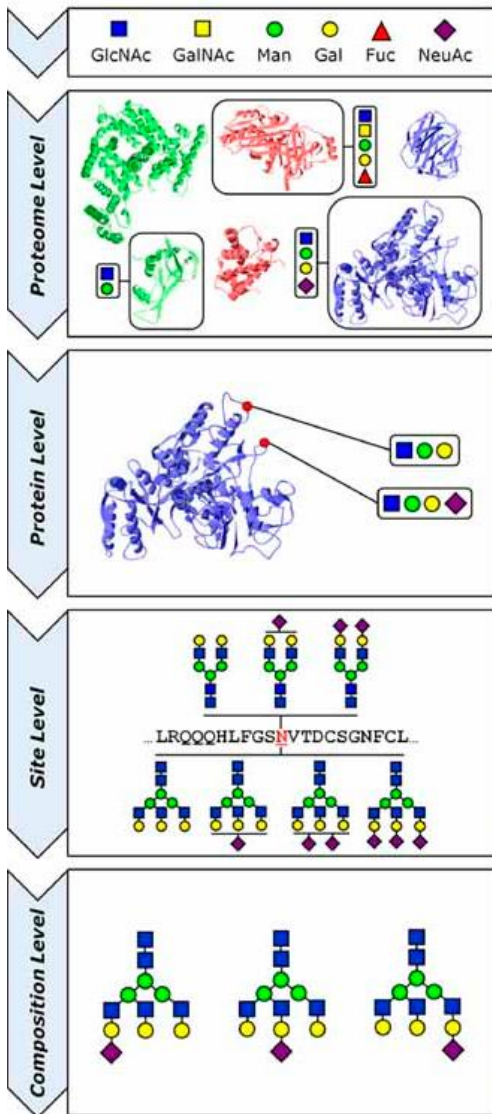 GlcNAc GalNAc Man Gal Fuc NeuAc
Proteome Level
Protein Level
Site Level
...LRQQQHLFGSNVTDCSGNFCL...
Composition Level